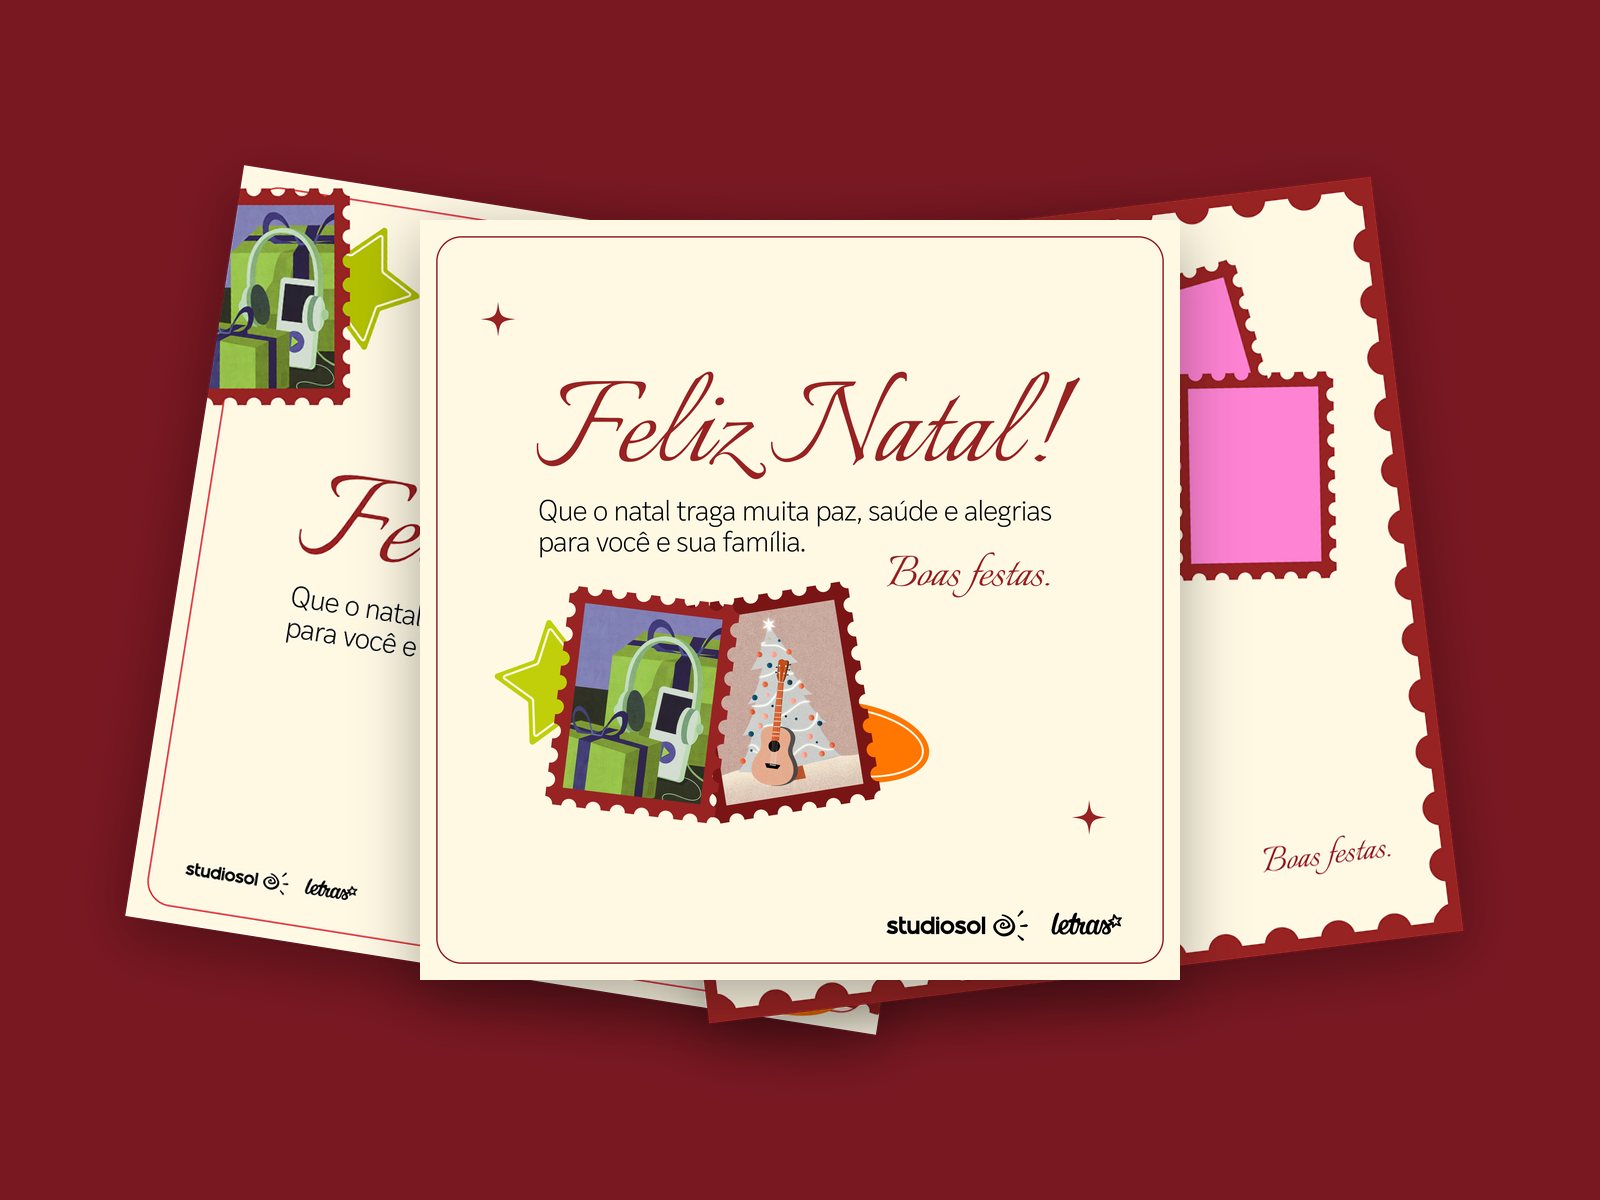 Feliz Natal!
Que o natal traga muita paz, saúde e alegrias
para você e sua família.
Boas festas.
studiosol
letras
Que o natal
para você e
studiosol
letras
Boas festas.